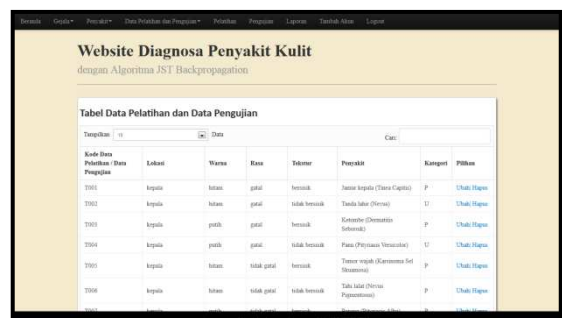 Beranda Gejala Penyakit Data Pelatihan dan Pengujian Pelatihan Pengujian Laporan Tambah Akun Logout
Website Diagnosa Penyakit Kulit
dengan Algoritma JST Backpropagation
Tabel Data Pelatihan dan Data Pengujian
Tampilkan Data Cari:
Kode Data Pelatihan / Data Pengujian Lokasi Warna Rasa Tekstur Penyakit Kategori Pilihan
T001 kepala hitam gatal bersisik Jamur kepala (Tinea Capitis) P Ubah| Hapus
T002 kepala hitam gatal tidak bersisik Tanda lahir (Nevus) U Ubah| Hapus
T003 kepala putih gatal bersisik Ketombe (Dermatitis Seboroik) P Ubah| Hapus
T004 kepala putih gatal tidak bersisik Panu (Pityriasis Versicolor) U Ubah| Hapus
T005 kepala hitam tidak gatal bersisik Tumor wajah (Karsinoma Sel Skuamosa) P Ubah| Hapus
T006 kepala hitam tidak gatal tidak bersisik Tahi lalat (Nevus Pigmentosus) P Ubah| Hapus